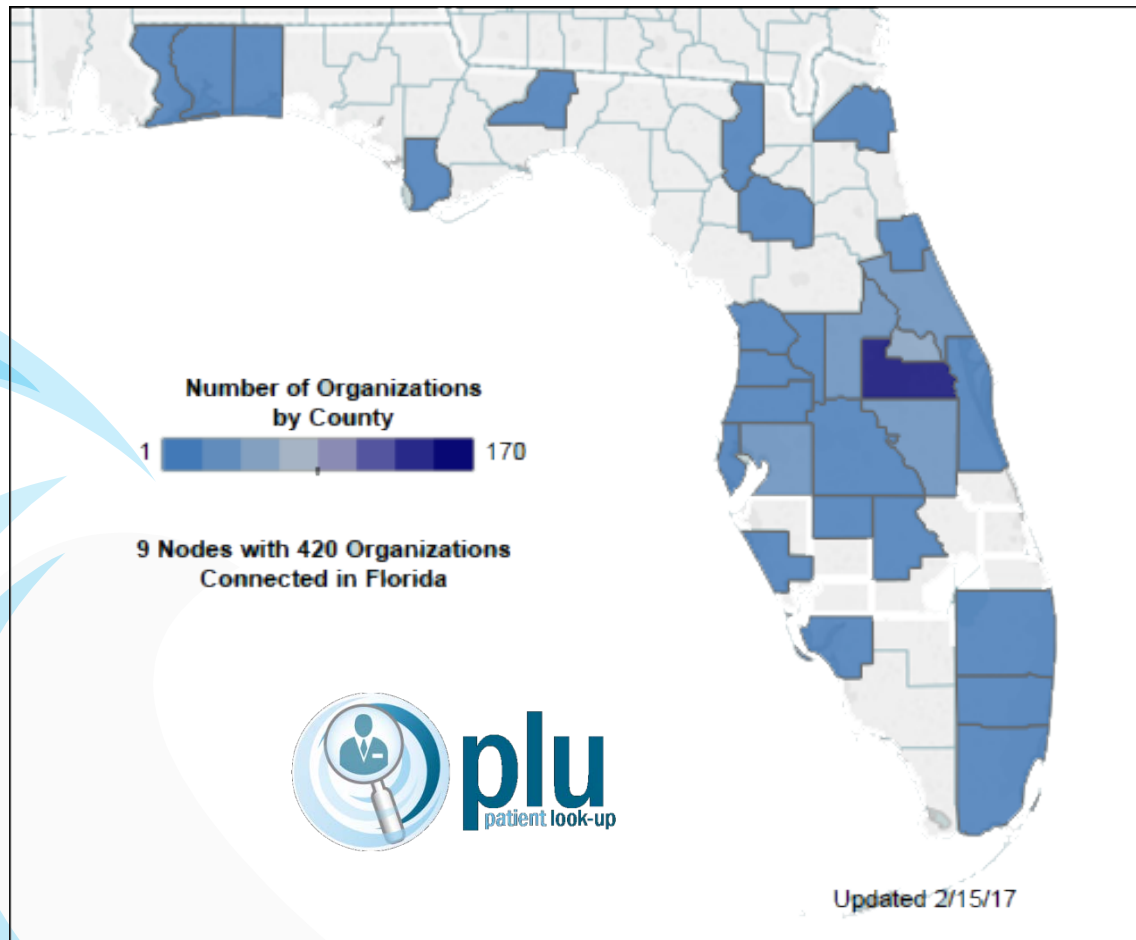 Number of Organizations
by County
1 170
9 Nodes with 420 Organizations
Connected in Florida
plu
patient look-up
Updated 2/15/17